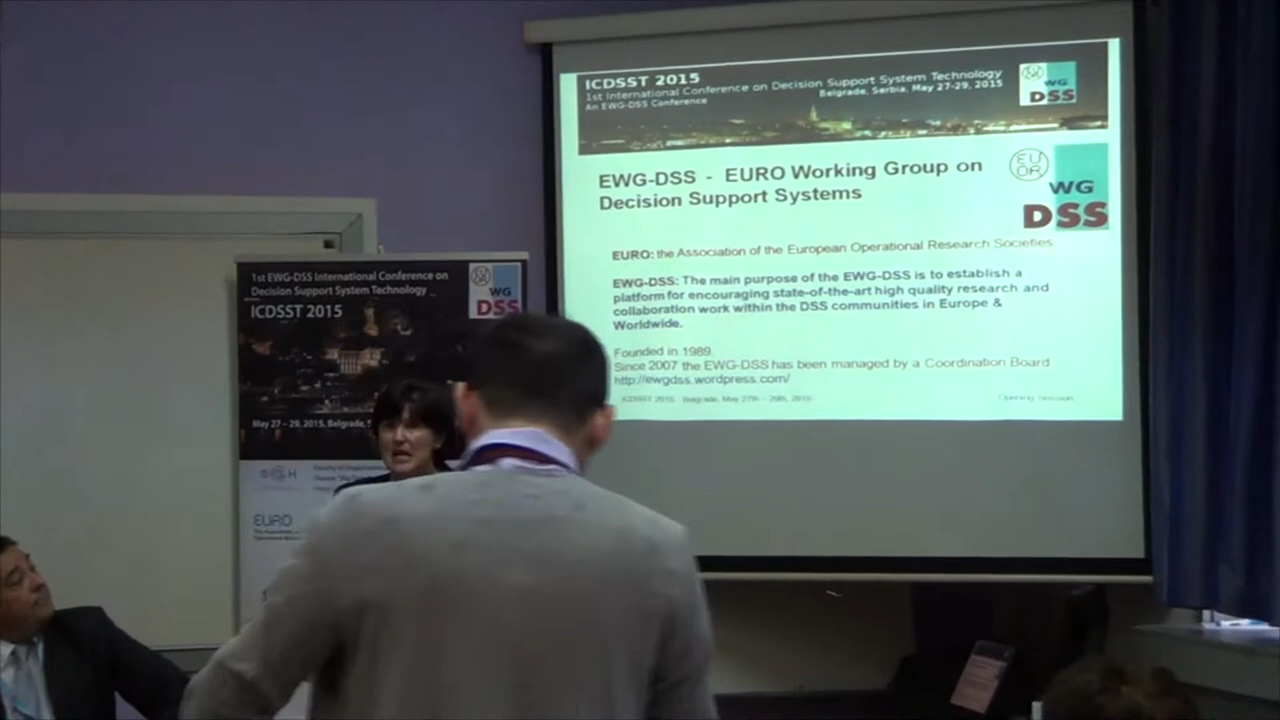 ICDSST 2015
1st International Conference on Decision Support System Technology
Belgrade, Serbia, May 27-29, 2015
An EWG-DSS Conference
WG
DSS
EWG-DSS - EURO Working Group on
Decision Support Systems
EURO
WG
DSS
EURO: the Association of the European Operational Research Societies
EWG-DSS: The main purpose of the EWG-DSS is to establish a
platform for encouraging state-of-the-art high quality research and
collaboration work within the DSS communities in Europe &
Worldwide.
Founded in 1989.
Since 2007 the EWG-DSS has been managed by a Coordination Board
http://ewgdss.wordpress.com/
ICDSST 2015 Belgrade, May 27th - 29th, 2015
Opening Session
1st EWG-DSS International Conference on
Decision Support System Technology
ICDSST 2015
WG
DSS
May 27 – 29, 2015, Belgrade,
Faculty of
EURO